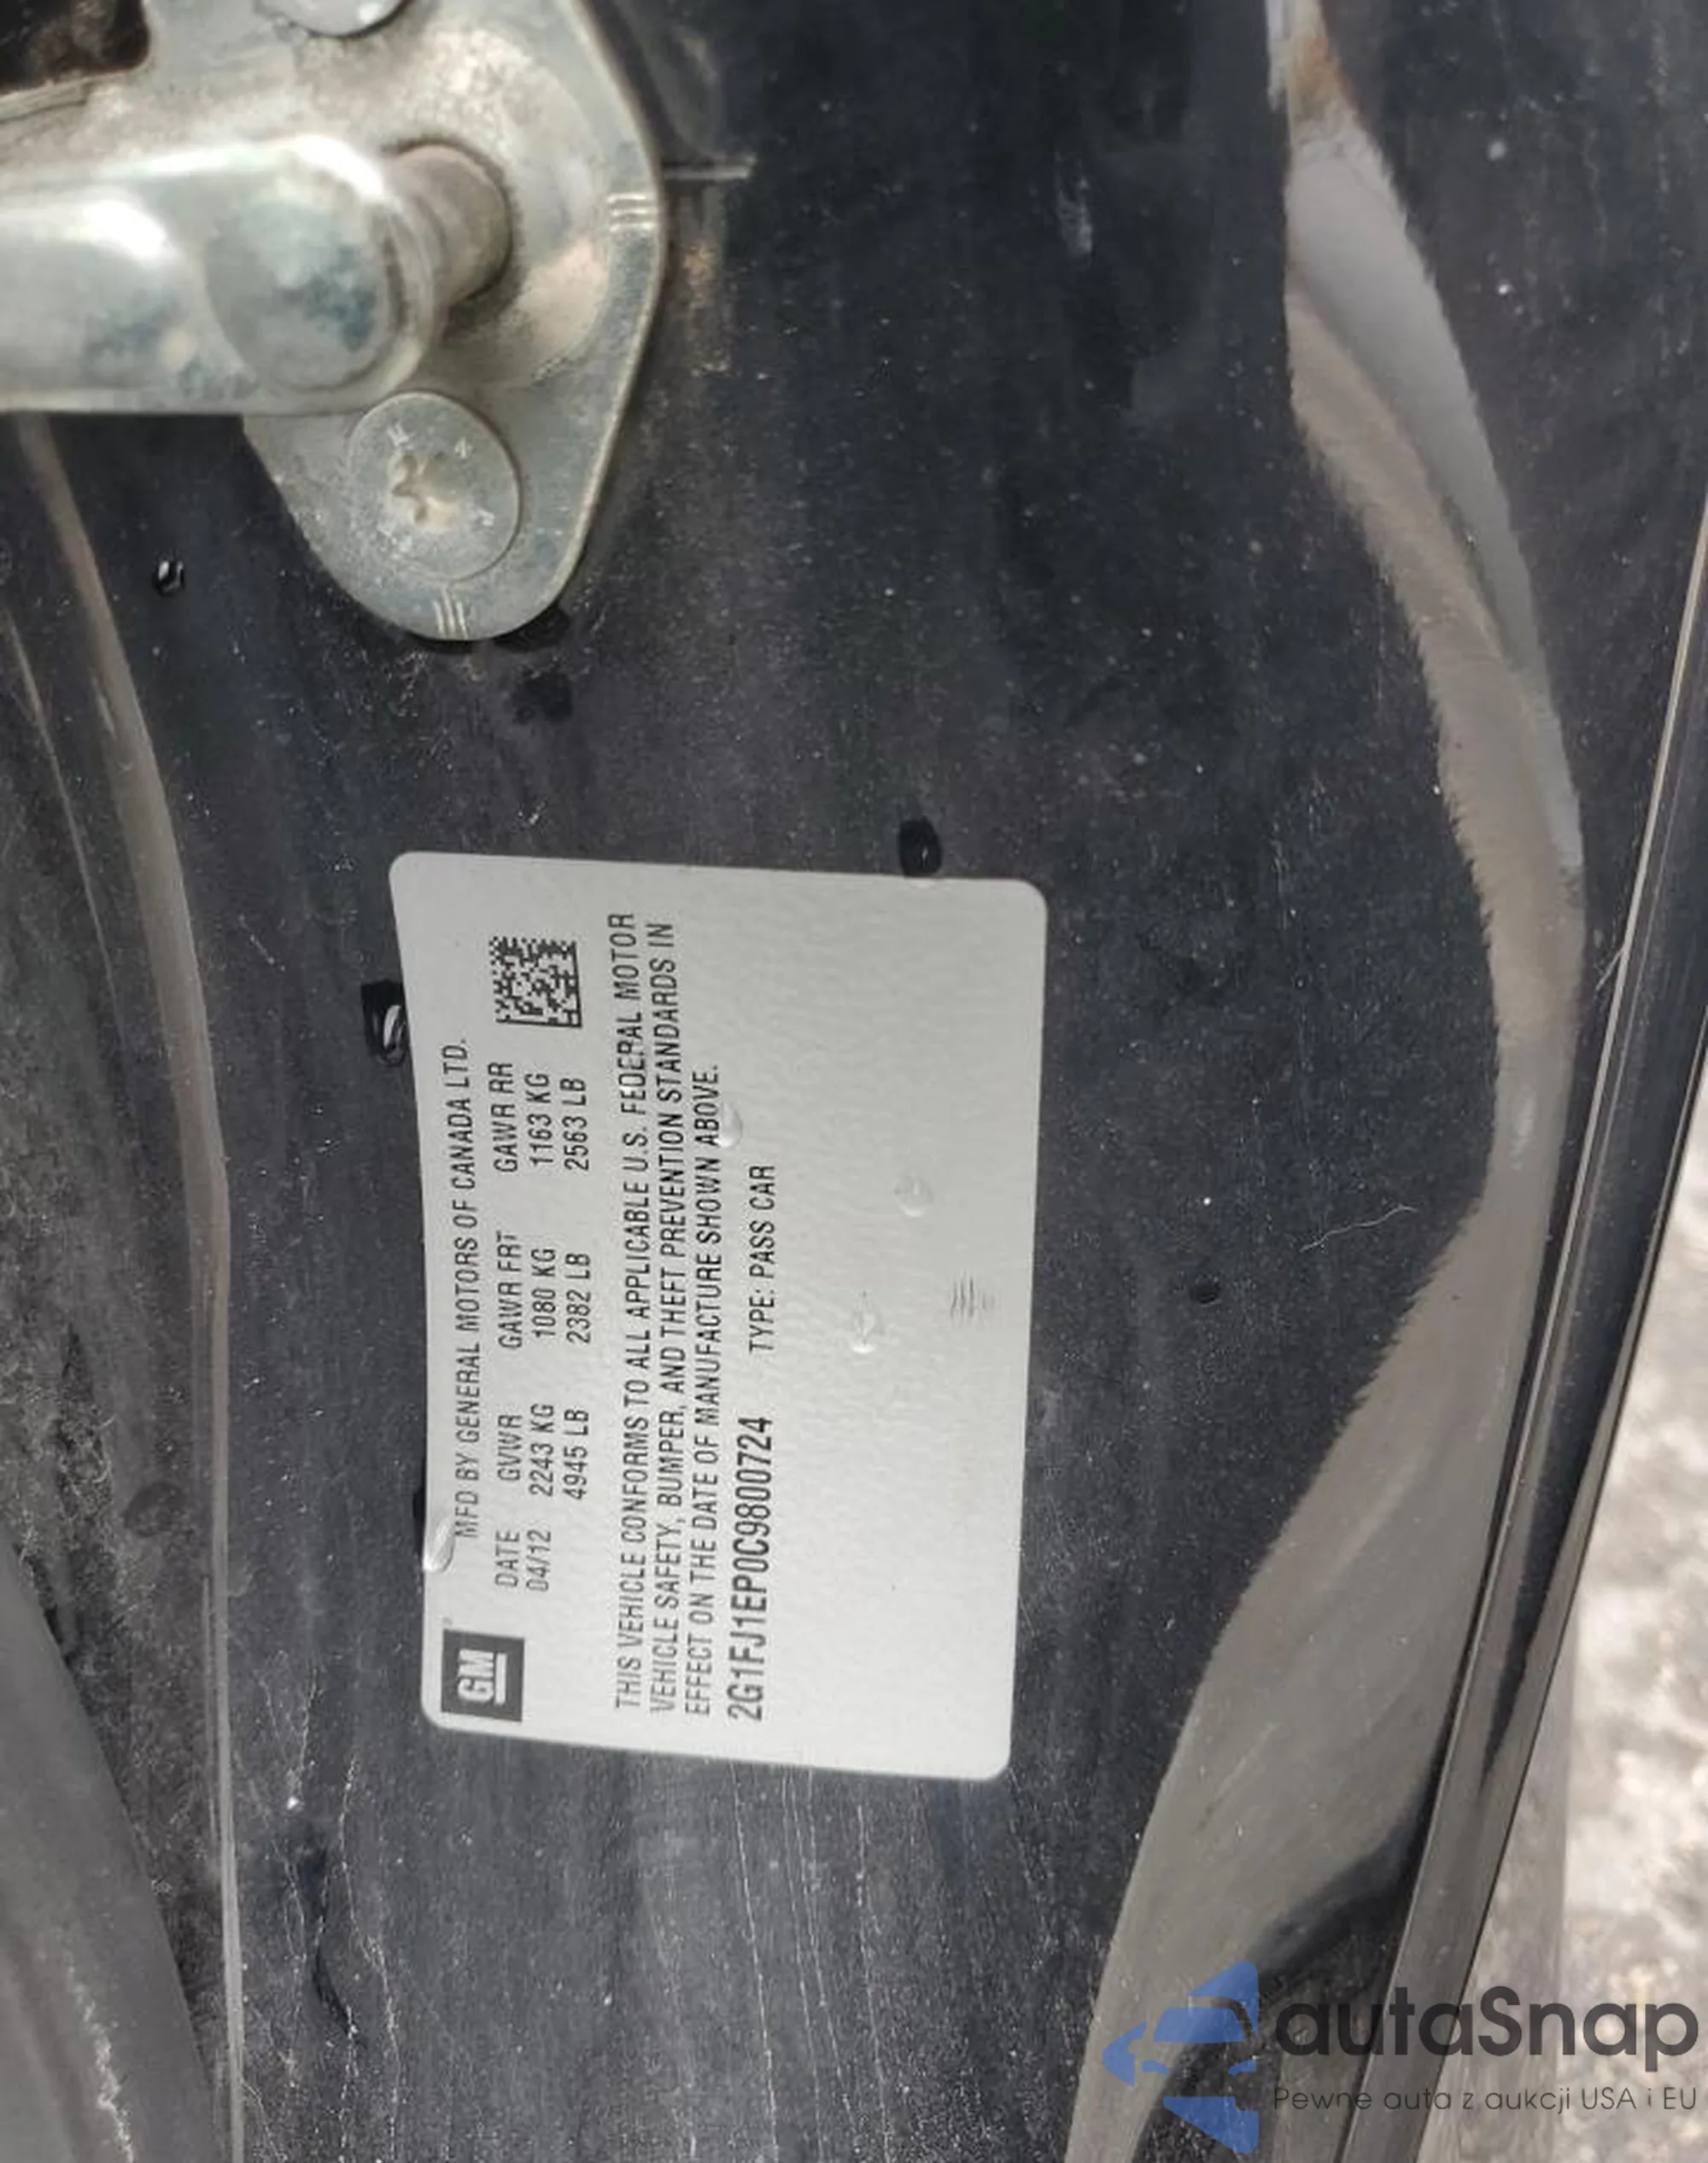 GM
MFD BY GENERAL MOTORS OF CANADA LTD.
DATE GVWR GAWR FRT GAWR RR
04/12 2243 KG 1080 KG 1163 KG
4945 LB 2382 LB 2563 LB
THIS VEHICLE CONFORMS TO ALL APPLICABLE U.S. FEDERAL MOTOR
VEHICLE SAFETY, BUMPER, AND THEFT PREVENTION STANDARDS IN
EFFECT ON THE DATE OF MANUFACTURE SHOWN ABOVE.
2G1FJ1EP0C9800724 TYPE: PASS CAR
autaSnap
Pewne auta z aukcji USA i EU